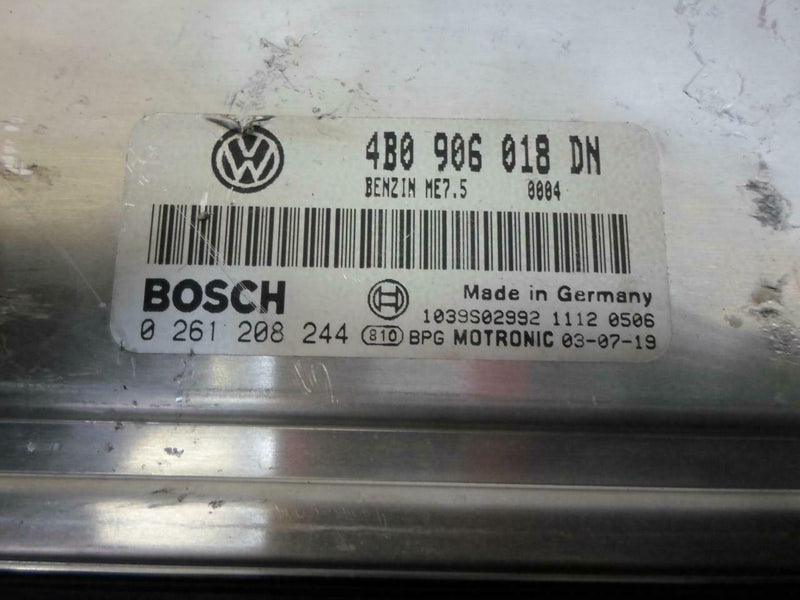 4B0 906 018 DN
BENZIN ME7.5 0004
BOSCH
Made in Germany
1039S02992 1112 0506
0 261 208 244 810 BPG MOTRONIC 03-07-19